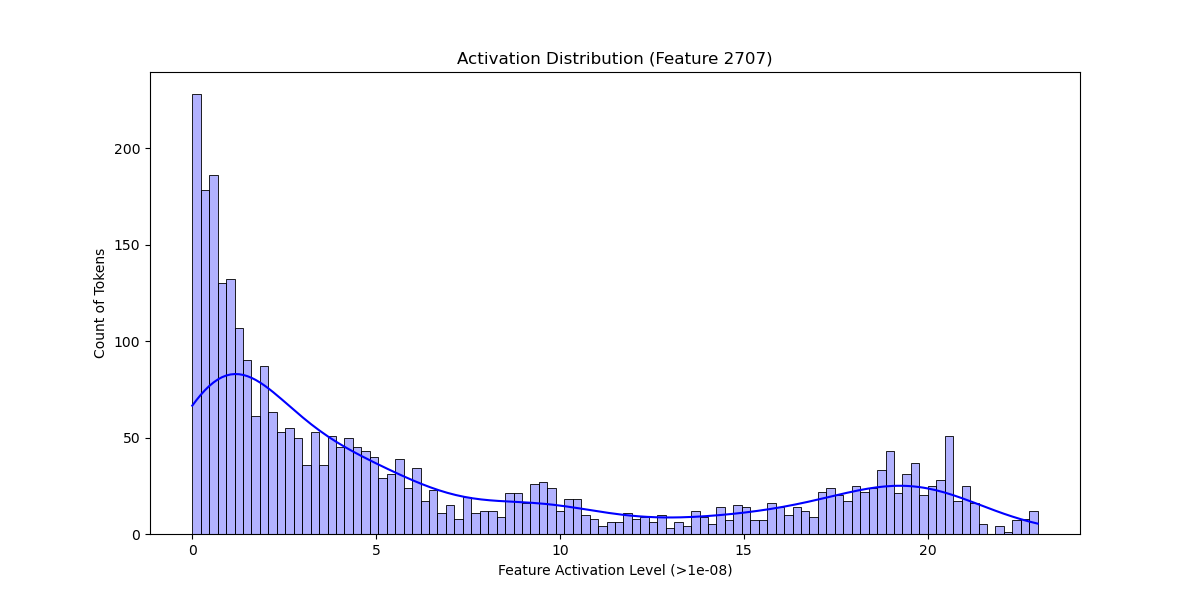 Activation Distribution (Feature 2707)
200
150
100
50
0
Count of Tokens
0 5 10 15 20
Feature Activation Level (>1e-08)